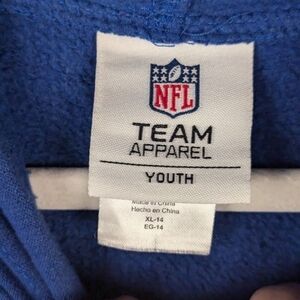 NFL
TEAM
APPAREL
YOUTH
Made in China
Hecho en China
XL-14
EG-14